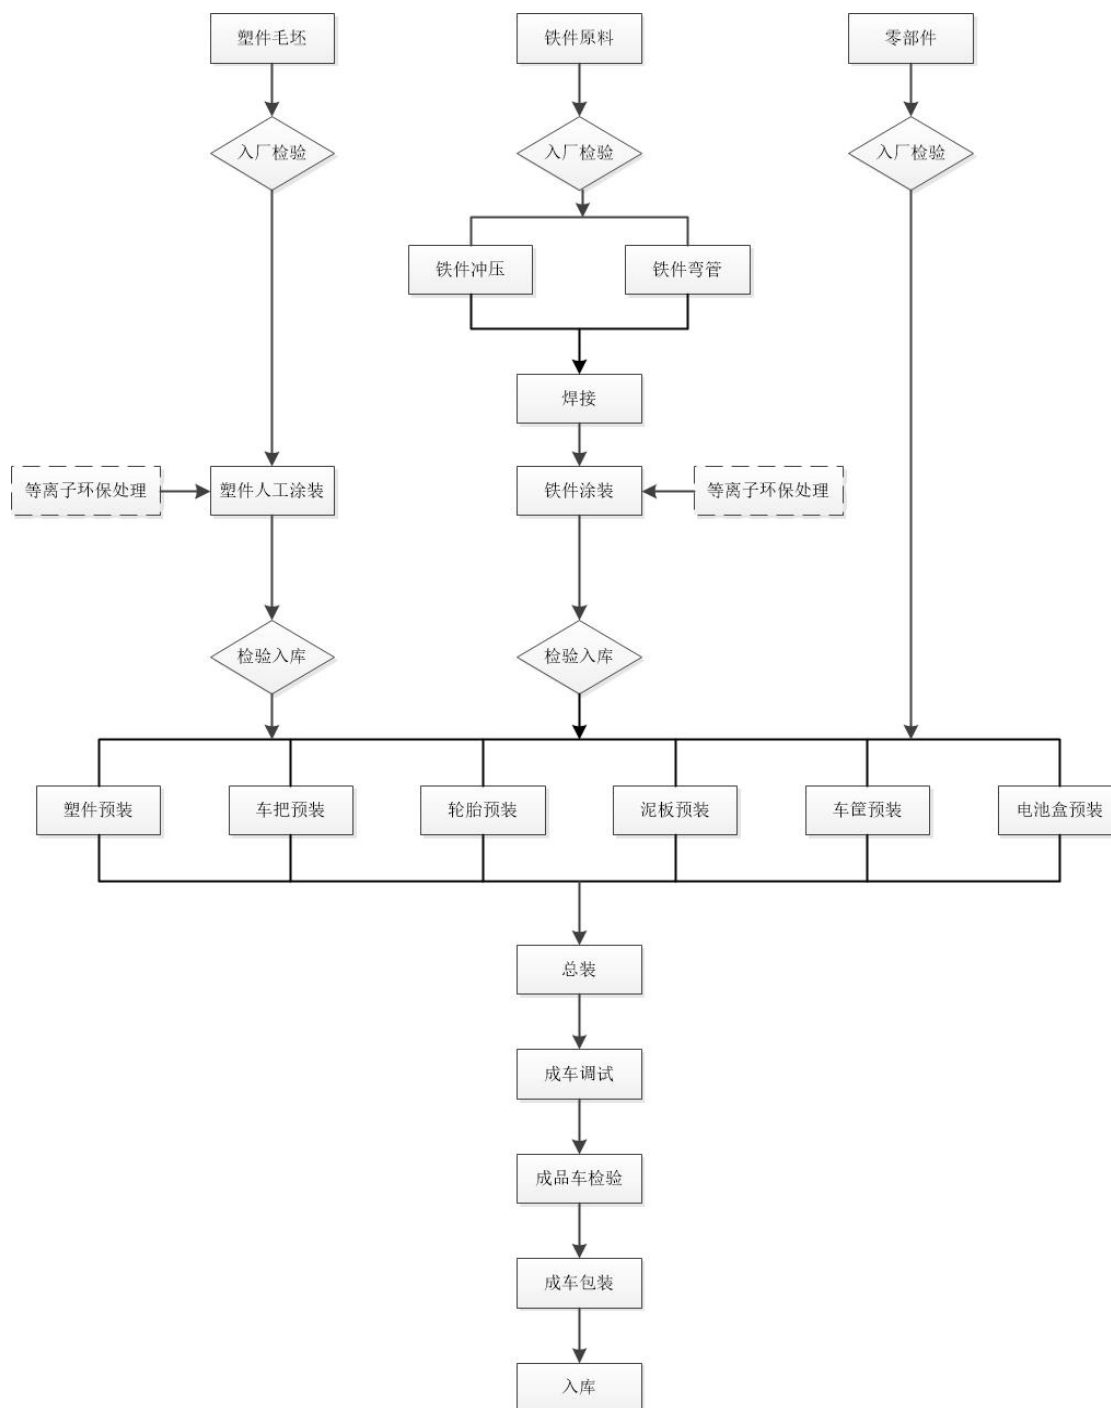 塑件毛坯
铁件原料
零部件
入厂检验
入厂检验
入厂检验
铁件冲压
铁件弯管
焊接
等离子环保处理
塑件人工涂装
铁件涂装
等离子环保处理
检验入库
检验入库
塑件预装
车把预装
轮胎预装
泥板预装
车筐预装
电池盒预装
总装
成车调试
成品车检验
成车包装
入库